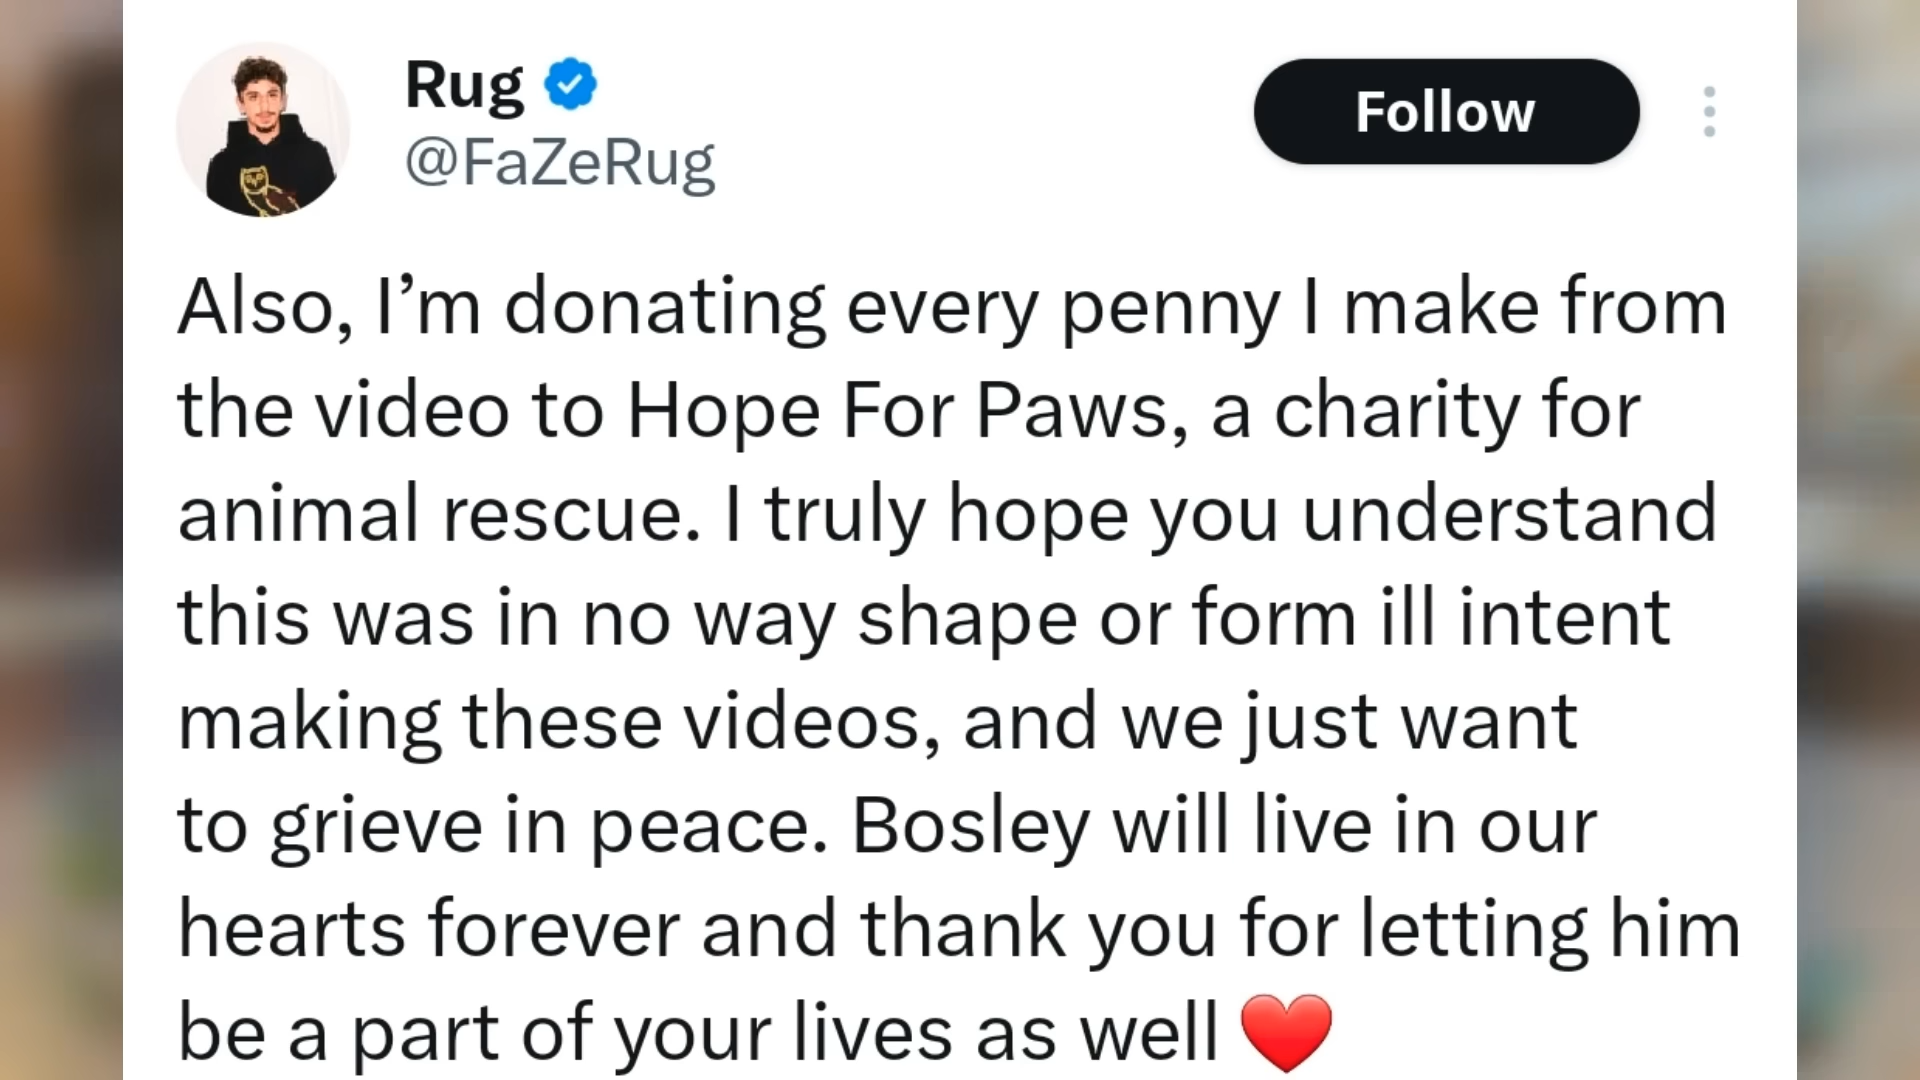 Rug
@FaZeRug
Follow
Also, I’m donating every penny I make from
the video to Hope For Paws, a charity for
animal rescue. I truly hope you understand
this was in no way shape or form ill intent
making these videos, and we just want
to grieve in peace. Bosley will live in our
hearts forever and thank you for letting him
be a part of your lives as well ❤️